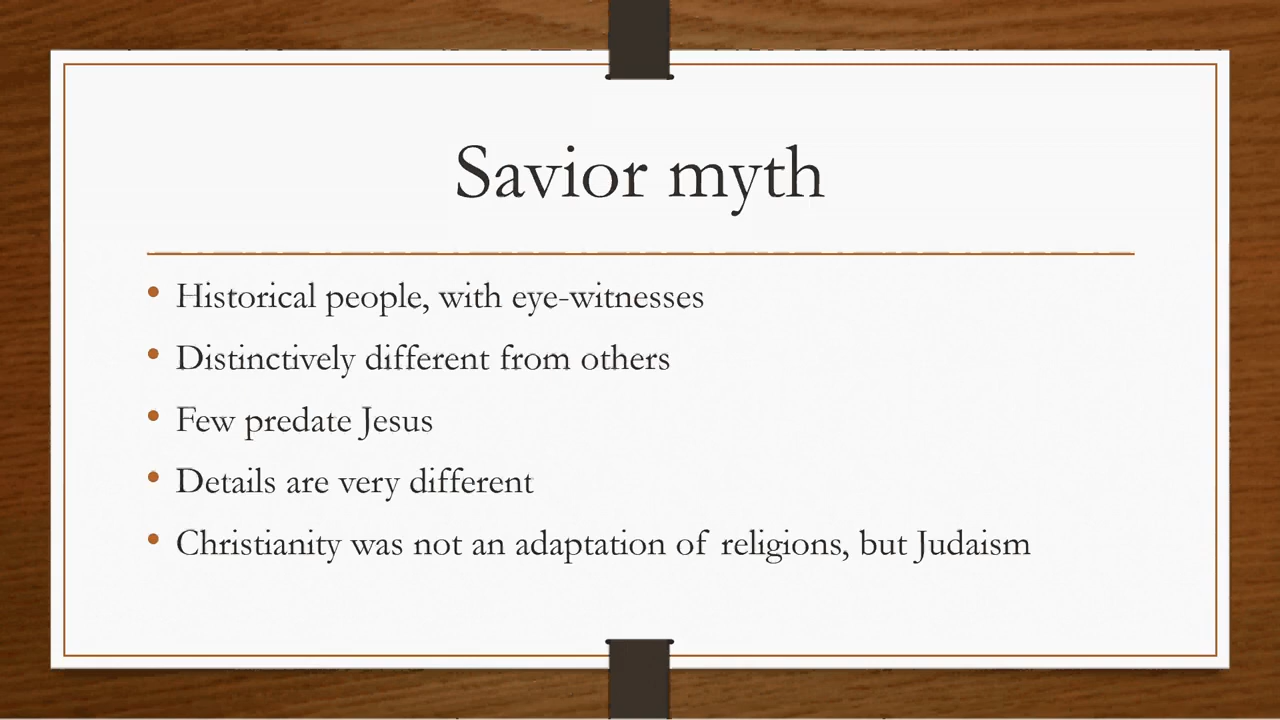 Savior myth
• Historical people, with eye-witnesses
• Distinctively different from others
• Few predate Jesus
• Details are very different
• Christianity was not an adaptation of religions, but Judaism